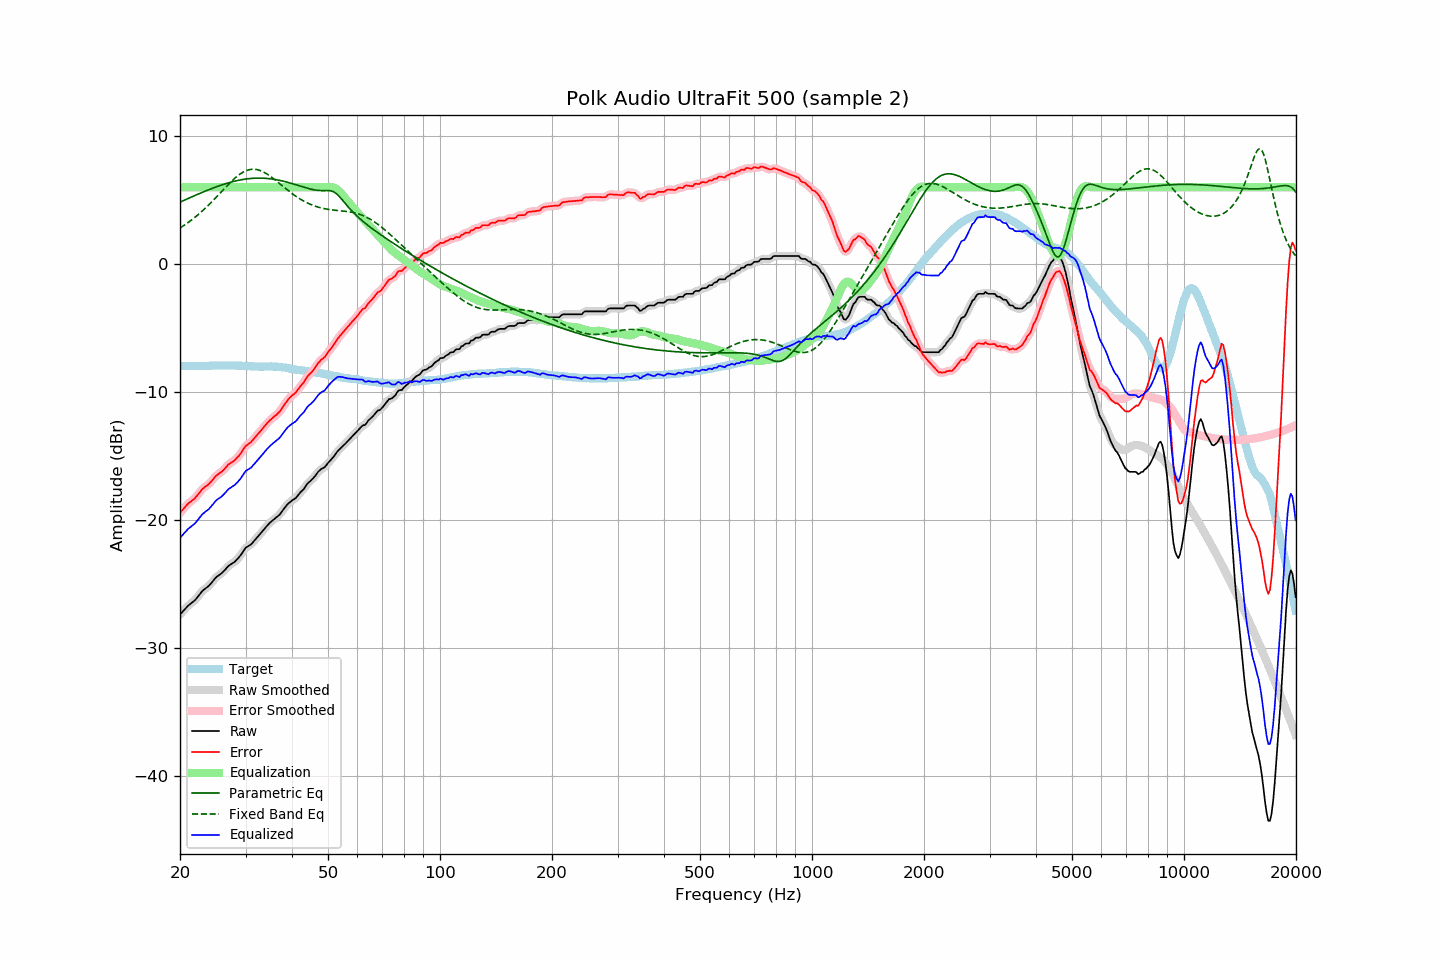 Polk Audio UltraFit 500 (sample 2)
10
0
−10
−20
−30
−40
Amplitude (dBr)
Target
Raw Smoothed
Error Smoothed
Raw
Error
Equalization
Parametric Eq
Fixed Band Eq
Equalized
20 50 100 200 500 1000 2000 5000 10000 20000
Frequency (Hz)